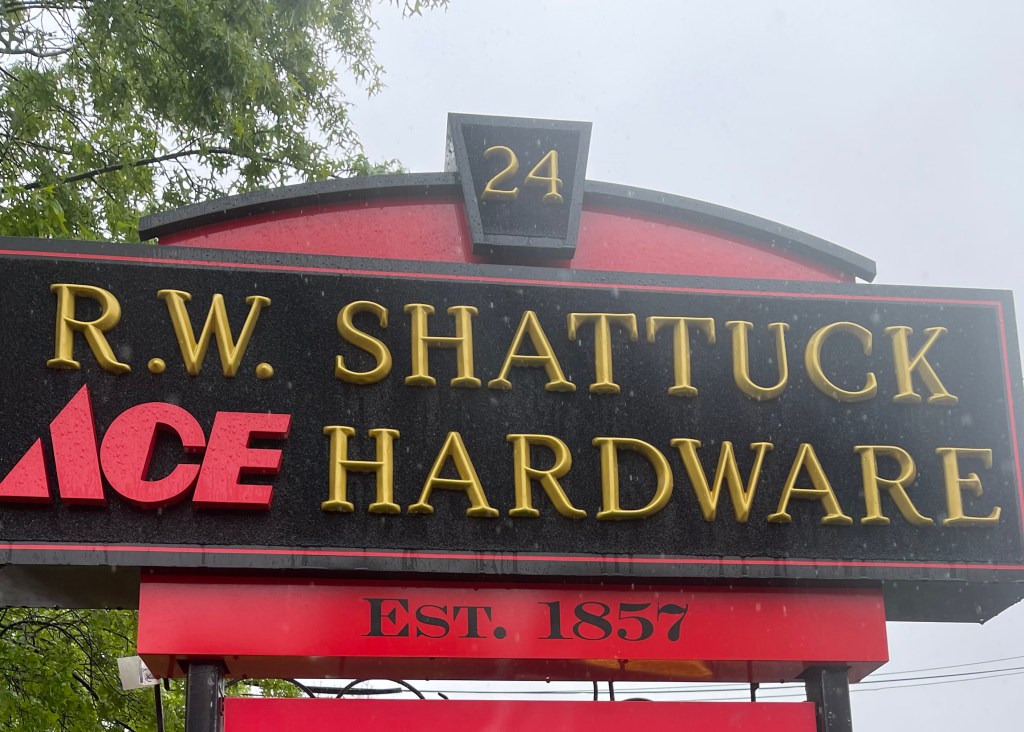 24
R.W. SHATTUCK
ACE HARDWARE
EST. 1857